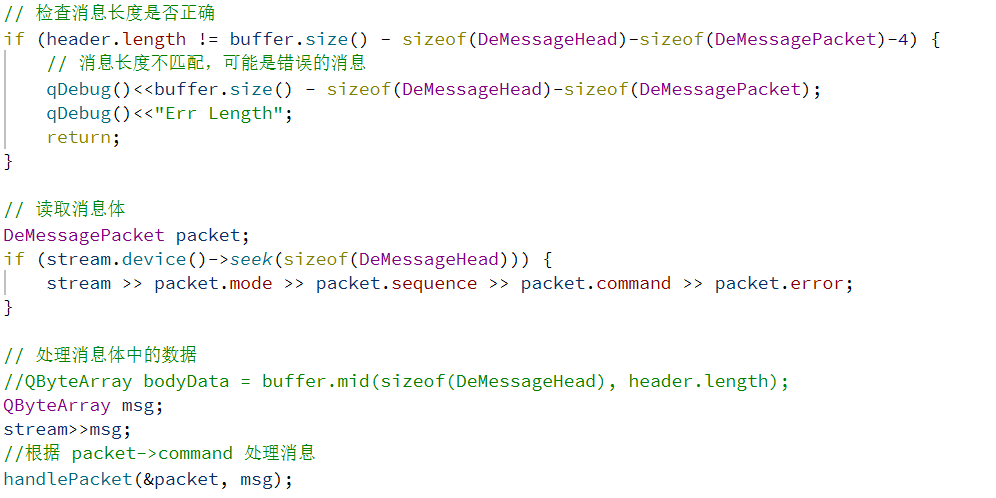 // 检查消息长度是否正确
if (header.length != buffer.size() - sizeof(DeMessageHead)-sizeof(DeMessagePacket)-4) {
    // 消息长度不匹配，可能是错误的消息
    qDebug()<<buffer.size() - sizeof(DeMessageHead)-sizeof(DeMessagePacket);
    qDebug()<<"Err Length";
    return;
}

// 读取消息体
DeMessagePacket packet;
if (stream.device()->seek(sizeof(DeMessageHead))) {
    stream >> packet.mode >> packet.sequence >> packet.command >> packet.error;
}

// 处理消息体中的数据
//QByteArray bodyData = buffer.mid(sizeof(DeMessageHead), header.length);
QByteArray msg;
stream>>msg;
//根据 packet->command 处理消息
handlePacket(&packet, msg);